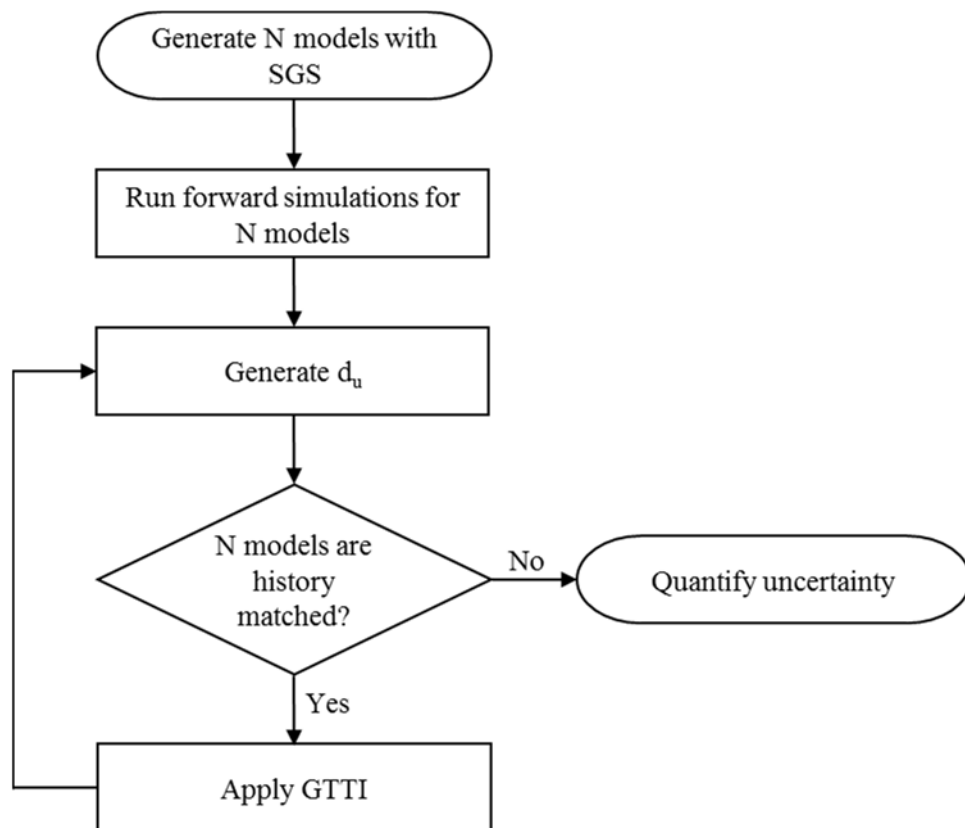 Generate N models with
SGS
Run forward simulations for
N models
Generate dᵤ
N models are
history
matched?
No
Quantify uncertainty
Yes
Apply GTTI